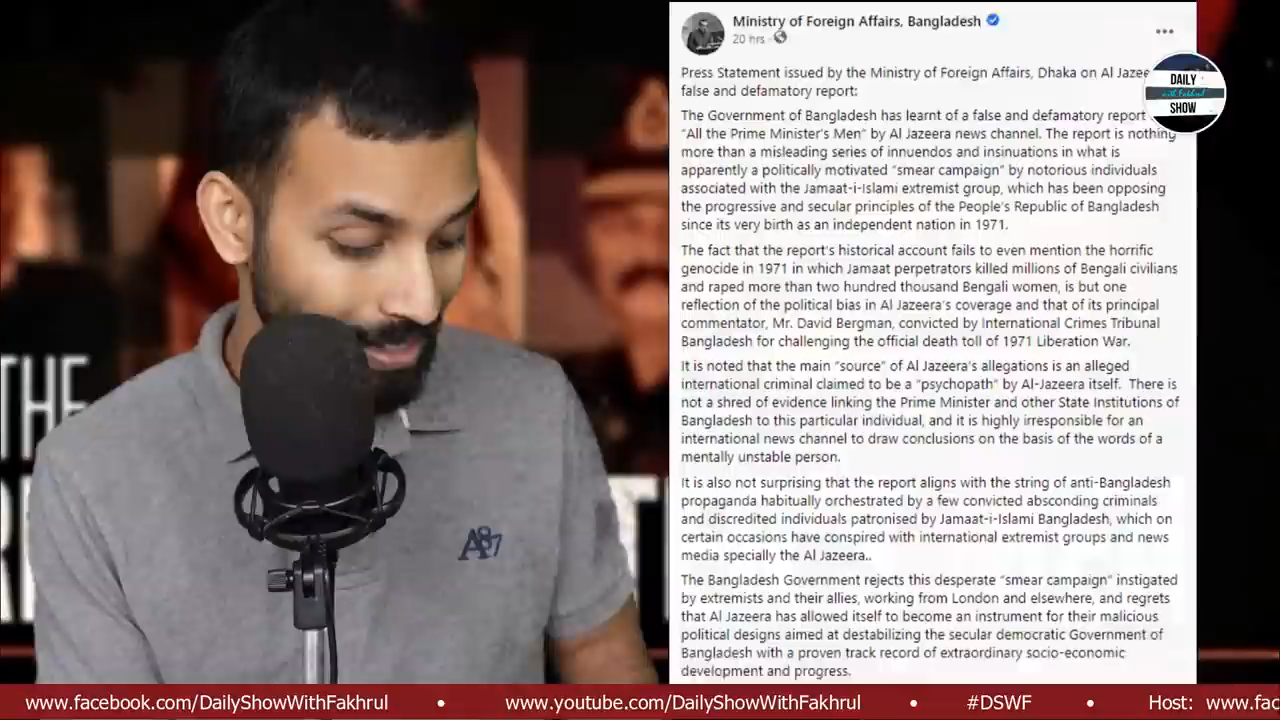 Ministry of Foreign Affairs, Bangladesh
20 hrs ·
Press Statement issued by the Ministry of Foreign Affairs, Dhaka on Al Jazee
false and defamatory report:
The Government of Bangladesh has learnt of a false and defamatory report
“All the Prime Minister’s Men” by Al Jazeera news channel. The report is nothing
more than a misleading series of innuendos and insinuations in what is
apparently a politically motivated “smear campaign” by notorious individuals
associated with the Jamaat-i-Islami extremist group, which has been opposing
the progressive and secular principles of the People’s Republic of Bangladesh
since its very birth as an independent nation in 1971.
The fact that the report’s historical account fails to even mention the horrific
genocide in 1971 in which Jamaat perpetrators killed millions of Bengali civilians
and raped more than two hundred thousand Bengali women, is but one
reflection of the political bias in Al Jazeera’s coverage and that of its principal
commentator, Mr. David Bergman, convicted by International Crimes Tribunal
Bangladesh for challenging the official death toll of 1971 Liberation War.
It is noted that the main “source” of Al Jazeera’s allegations is an alleged
international criminal claimed to be a “psychopath” by Al-Jazeera itself. There is
not a shred of evidence linking the Prime Minister and other State Institutions of
Bangladesh to this particular individual, and it is highly irresponsible for an
international news channel to draw conclusions on the basis of the words of a
mentally unstable person.
It is also not surprising that the report aligns with the string of anti-Bangladesh
propaganda habitually orchestrated by a few convicted absconding criminals
and discredited individuals patronised by Jamaat-i-Islami Bangladesh, which on
certain occasions have conspired with international extremist groups and news
media specially the Al Jazeera..
The Bangladesh Government rejects this desperate “smear campaign” instigated
by extremists and their allies, working from London and elsewhere, and regrets
that Al Jazeera has allowed itself to become an instrument for their malicious
political designs aimed at destabilizing the secular democratic Government of
Bangladesh with a proven track record of extraordinary socio-economic
development and progress.
DAILY
with Fakhrul
SHOW
THE
A87
www.facebook.com/DailyShowWithFakhrul • www.youtube.com/DailyShowWithFakhrul • #DSWF • Host: www.fac